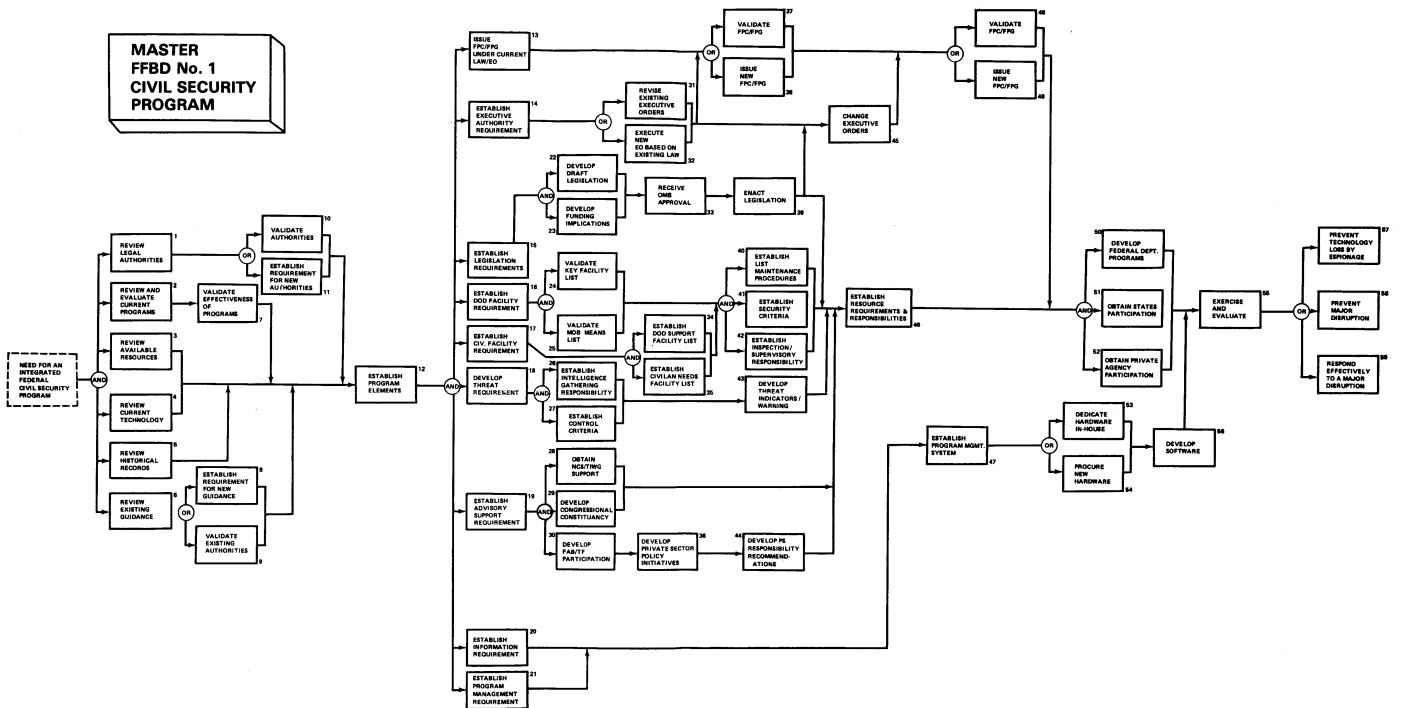 MASTER
FFBD No. 1
CIVIL SECURITY
PROGRAM
NEED FOR AN
INTEGRATED
FEDERAL
CIVIL SECURITY
PROGRAM
AND
1
REVIEW
LEGAL
AUTHORITIES
2
REVIEW AND
EVALUATE
CURRENT
PROGRAMS
3
REVIEW
AVAILABLE
RESOURCES
4
REVIEW
CURRENT
TECHNOLOGY
5
REVIEW
HISTORICAL
RECORDS
6
REVIEW
EXISTING
GUIDANCE
VALIDATE
EFFECTIVENESS
OF
PROGRAMS
7
OR
8
ESTABLISH
REQUIREMENT
FOR NEW
GUIDANCE
VALIDATE
EXISTING
AUTHORITIES
9
OR
10
VALIDATE
AUTHORITIES
ESTABLISH
REQUIREMENT
FOR NEW
AUTHORITIES
11
ESTABLISH
PROGRAM
ELEMENTS
12
AND
13
ISSUE
FPC/FPG
UNDER CURRENT
LAW/EO
14
ESTABLISH
EXECUTIVE
AUTHORITY
REQUIREMENT
15
ESTABLISH
LEGISLATION
REQUIREMENTS
16
ESTABLISH
DOD FACILITY
REQUIREMENT
17
ESTABLISH
CIV. FACILITY
REQUIREMENT
18
DEVELOP
THREAT
REQUIREMENT
19
ESTABLISH
ADVISORY
SUPPORT
REQUIREMENT
20
ESTABLISH
INFORMATION
REQUIREMENT
21
ESTABLISH
PROGRAM
MANAGEMENT
REQUIREMENT
OR
REVISE
EXISTING
EXECUTIVE
ORDERS
31
EXECUTE
NEW
EO BASED ON
EXISTING LAW
32
AND
22
DEVELOP
DRAFT
LEGISLATION
DEVELOP
FUNDING
IMPLICATIONS
23
RECEIVE
OMB
APPROVAL
33
ENACT
LEGISLATION
39
AND
VALIDATE
KEY FACILITY
LIST
24
VALIDATE
MOB MEANS
LIST
25
AND
34
ESTABLISH
DOD SUPPORT
FACILITY LIST
ESTABLISH
CIVILAN NEEDS
FACILITY LIST
35
AND
26
ESTABLISH
INTELLIGENCE
GATHERING
RESPONSIBILITY
27
ESTABLISH
CONTROL
CRITERIA
AND
28
OBTAIN
NCS/TIWG
SUPPORT
29
DEVELOP
CONGRESSIONAL
CONSTITUANCY
30
DEVELOP
FAB/TF
PARTICIPATION
36
DEVELOP
PRIVATE SECTOR
POLICY
INITIATIVES
44
DEVELOP PS
RESPONSIBILITY
RECOMMEND-
ATIONS
AND
40
ESTABLISH
LIST
MAINTENANCE
PROCEDURES
41
ESTABLISH
SECURITY
CRITERIA
42
ESTABLISH
INSPECTION/
SUPERVISORY
RESPONSIBILITY
43
DEVELOP
THREAT
INDICATORS/
WARNING
OR
37
VALIDATE
FPC/FPG
ISSUE
NEW
FPC/FPG
38
CHANGE
EXECUTIVE
ORDERS
45
ESTABLISH
RESOURCE
REQUIREMENTS &
RESPONSIBILITIES
46
OR
48
VALIDATE
FPC/FPG
ISSUE
NEW
FPC/FPG
49
ESTABLISH
PROGRAM MGMT.
SYSTEM
47
OR
53
DEDICATE
HARDWARE
IN-HOUSE
PROCURE
NEW
HARDWARE
54
DEVELOP
SOFTWARE
56
AND
50
DEVELOP
FEDERAL DEPT.
PROGRAMS
51
OBTAIN STATES
PARTICIPATION
52
OBTAIN PRIVATE
AGENCY
PARTICIPATION
EXERCISE
AND
EVALUATE
55
OR
57
PREVENT
TECHNOLOGY
LOSS BY
ESPIONAGE
58
PREVENT
MAJOR
DISRUPTION
59
RESPOND
EFFECTIVELY
TO A MAJOR
DISRUPTION